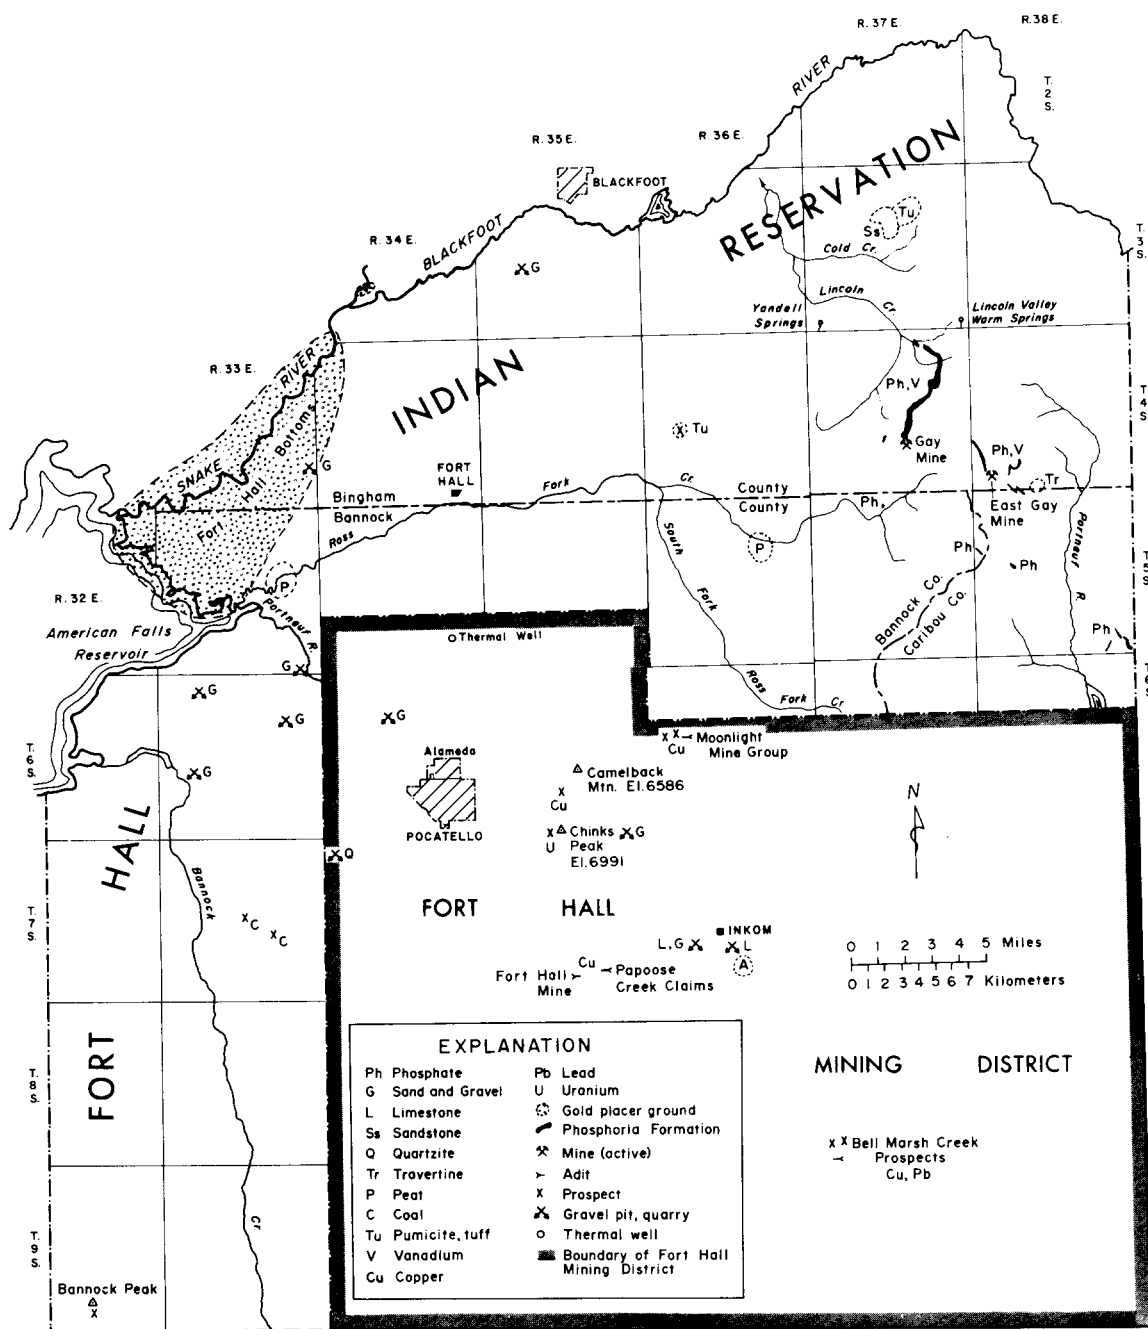 R. 37 E.
R. 38 E.
T. 2 S.
RIVER
R. 36 E.
R. 35 E.
BLACKFOOT
RESERVATION
Tu
Ss
R. 34 E.
BLACKFOOT
T. 3 S.
Cold Cr.
G
Lincoln
Cr.
Yandell
Springs
Lincoln Valley
Warm Springs
RIVER
R. 33 E.
INDIAN
Ph, V
T. 4 S.
Bottoms
Tu
Gay
Mine
SNAKE
G
FORT
HALL
Ph, V
Hall
Fork
Cr.
County
County
Tr
Bingham
Bannock
Ph
East Gay
Mine
Fort
Ross
South
P
Portneuf
R.
Ph
Ph
T. 5 S.
P
Fork
Bannock Co.
Caribou Co.
R. 32 E.
Portneuf R.
American Falls
Reservoir
Thermal Well
Ph
G
Ross
Fork
Cr.
G
G
G
Moonlight
Mine Group
Cu
T. 6 S.
G
Alameda
Camelback
Mtn. El. 6586
Cu
N
POCATELLO
Chinks
Peak
El. 6991
U
G
HALL
Q
Bannock
T. 7 S.
C
C
FORT
HALL
INKOM
L, G
L
A
0 1 2 3 4 5 Miles
0 1 2 3 4 5 6 7 Kilometers
Fort Hall
Mine
Cu
Papoose
Creek Claims
FORT
T. 8 S.
MINING
DISTRICT
EXPLANATION
Ph Phosphate
G Sand and Gravel
L Limestone
Ss Sandstone
Q Quartzite
Tr Travertine
P Peat
C Coal
Tu Pumicite, tuff
V Vanadium
Cu Copper
Pb Lead
U Uranium
Gold placer ground
Phosphoria Formation
Mine (active)
Adit
x Prospect
Gravel pit, quarry
Thermal well
Boundary of Fort Hall
Mining District
Bell Marsh Creek
Prospects
Cu, Pb
Cr.
T. 9 S.
Bannock Peak